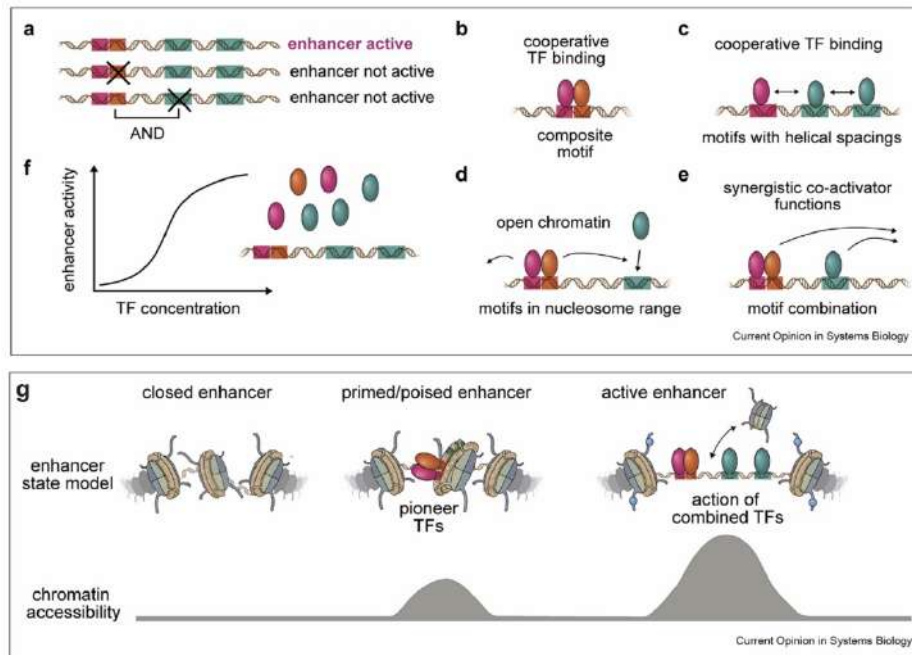 a
enhancer active
enhancer not active
enhancer not active
AND
b
cooperative
TF binding
composite
motif
c
cooperative TF binding
motifs with helical spacings
f
enhancer activity
TF concentration
d
open chromatin
motifs in nucleosome range
e
synergistic co-activator
functions
motif combination
Current Opinion in Systems Biology
g
closed enhancer
primed/poised enhancer
active enhancer
enhancer
state model
pioneer
TFs
action of
combined TFs
chromatin
accessibility
Current Opinion in Systems Biology